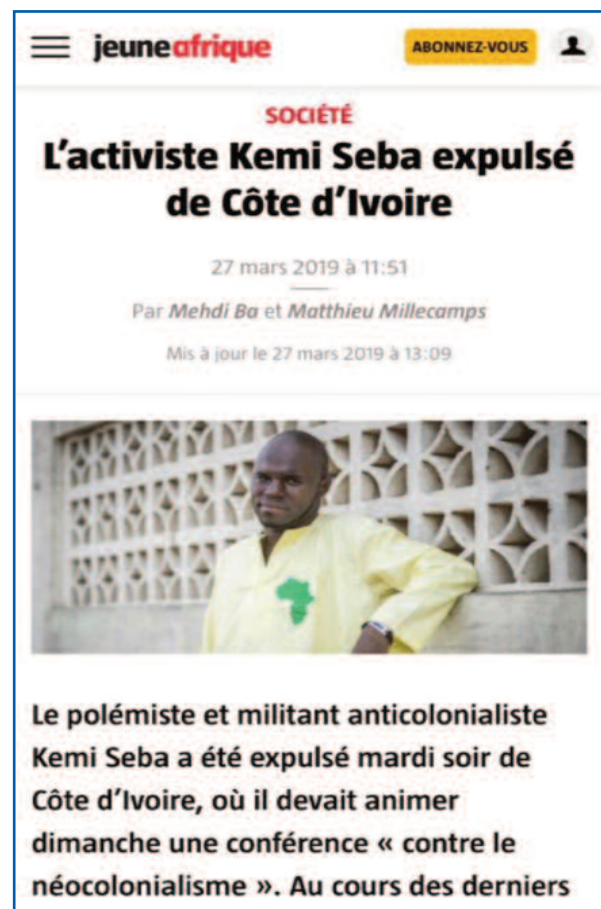 jeuneafrique
ABONNEZ-VOUS
SOCIÉTÉ
L'activiste Kemi Seba expulsé
de Côte d'Ivoire
27 mars 2019 à 11:51
Par Mehdi Ba et Matthieu Millecamps
Mis à jour le 27 mars 2019 à 13:09
Le polémiste et militant anticolonialiste
Kemi Seba a été expulsé mardi soir de
Côte d'Ivoire, où il devait animer
dimanche une conférence « contre le
néocolonialisme ». Au cours des derniers